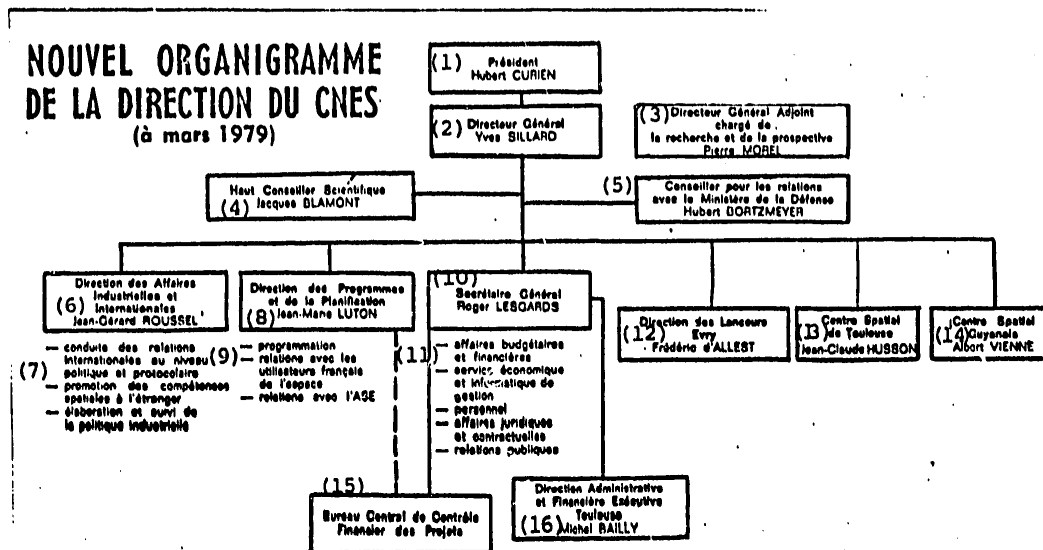 NOUVEL ORGANIGRAMME
DE LA DIRECTION DU CNES
(à mars 1979)
(1) Président
Hubert CURIEN
(2) Directeur Général
Yves SILLARD
(3) Directeur Général Adjoint
chargé de
la recherche et de la prospective
Pierre MOREL
Haut Conseiller Scientifique
(4) Jacques BLAMONT
(5) Conseiller pour les relations
avec le Ministère de la Défense
Hubert BORTZMEYER
Direction des Affaires
Industrielles et
(6) Internationales
Jean-Gérard ROUSSEL
Direction des Programmes
et de la Planification
(8) Jean-Marie LUTON
(10)
Secrétaire Général
Roger LESGARDS
(12) Direction des Lanceurs
Evry
Frédéric d'ALLEST
(13) Centre Spatial
de Toulouse
Jean-Claude HUSSON
(14) Centre Spatial
Guyanais
Albert VIENNE
(7)
— conduite des relations
internationales au niveau
politique et protocolaire
— promotion des compétences
spatiales à l'étranger
— élaboration et suivi de
la politique industrielle
(9)
— programmation
— relations avec les
utilisateurs français
de l'espace
— relations avec l'ASE
(11)
— affaires budgétaires
et financières
— service économique
et informatique de
gestion
— personnel
— affaires juridiques
et contractuelles
— relations publiques
(15)
Bureau Central de Contrôle
Financier des Projets
Direction Administrative
et Financière Exécutive
Toulouse
(16) Michel BAILLY